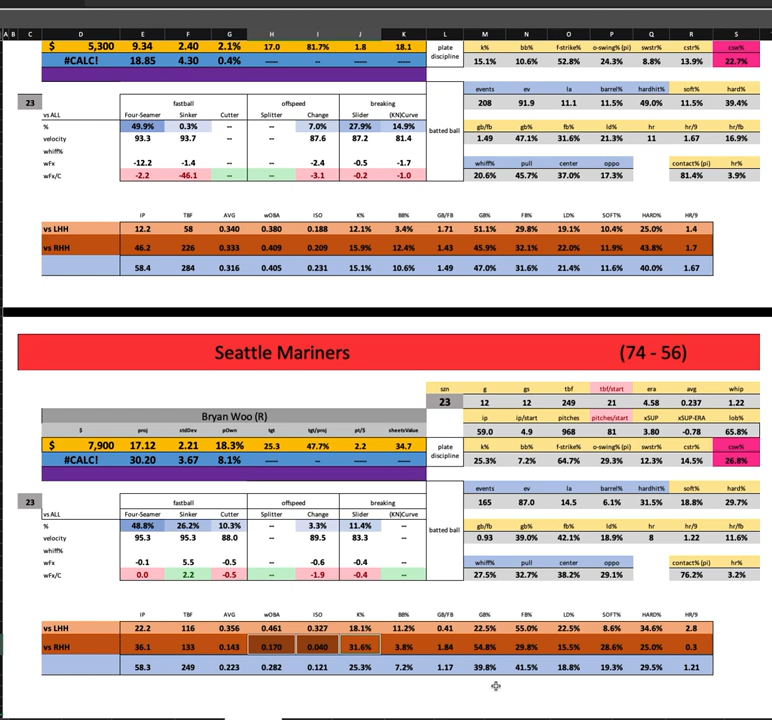 A B C D E F G H I J K L M N O P Q R S
$ 5,300 9.34 2.40 2.1% 17.0 81.7% 1.8 18.1 plate discipline k% bb% f-strike% o-swing% (pi) swstr% cstr% csw%
#CALC! 18.85 4.30 0.4% ---- -- ---- ---- 15.1% 10.6% 52.8% 24.3% 8.8% 13.9% 22.7%
events ev la barrel% hardhit% soft% hard%
23 fastball offspeed breaking 208 91.9 11.1 11.5% 49.0% 11.5% 39.4%
vs ALL Four-Seamer Sinker Cutter Splitter Change Slider (KN)Curve batted ball
% 49.9% 0.3% -- -- 7.0% 27.9% 14.9% gb/fb gb% fb% ld% hr hr/9 hr/fb
velocity 93.3 93.7 -- -- 87.6 87.2 81.4 1.49 47.1% 31.6% 21.3% 11 1.67 16.9%
whiff%
wFx -12.2 -1.4 -- -- -2.4 -0.5 -1.7 whiff% pull center oppo contact% (pi) hr%
wFx/C -2.2 -46.1 -- -- -3.1 -0.2 -1.0 20.6% 45.7% 37.0% 17.3% 81.4% 3.9%
IP TBF AVG wOBA ISO K% BB% GB/FB GB% FB% LD% SOFT% HARD% HR/9
vs LHH 12.2 58 0.340 0.380 0.188 12.1% 3.4% 1.71 51.1% 29.8% 19.1% 10.4% 25.0% 1.4
vs RHH 46.2 226 0.333 0.409 0.209 15.9% 12.4% 1.43 45.9% 32.1% 22.0% 11.9% 43.8% 1.7
58.4 284 0.316 0.405 0.231 15.1% 10.6% 1.49 47.0% 31.6% 21.4% 11.6% 40.0% 1.67
Seattle Mariners (74 - 56)
szn g gs tbf tbf/start era avg whip
23 12 12 249 21 4.58 0.237 1.22
Bryan Woo (R) ip ip/start pitches pitches/start xSUP xSUP-ERA lob%
$ proj stdDev pOwn tgt tgt/proj pt/$ sheetsValue 59.0 4.9 968 81 3.80 -0.78 65.8%
$ 7,900 17.12 2.21 18.3% 25.3 47.7% 2.2 34.7 plate discipline k% bb% f-strike% o-swing% (pi) swstr% cstr% csw%
#CALC! 30.20 3.67 8.1% ---- -- ---- ---- 25.3% 7.2% 64.7% 29.3% 12.3% 14.5% 26.8%
events ev la barrel% hardhit% soft% hard%
23 fastball offspeed breaking 165 87.0 14.5 6.1% 31.5% 18.8% 29.7%
vs ALL Four-Seamer Sinker Cutter Splitter Change Slider (KN)Curve batted ball
% 48.8% 26.2% 10.3% -- 3.3% 11.4% -- gb/fb gb% fb% ld% hr hr/9 hr/fb
velocity 95.3 95.3 88.0 -- 89.5 83.3 -- 0.93 39.0% 42.1% 18.9% 8 1.22 11.6%
whiff%
wFx -0.1 5.5 -0.5 -- -0.6 -0.4 -- whiff% pull center oppo contact% (pi) hr%
wFx/C 0.0 2.2 -0.5 -- -1.9 -0.4 -- 27.5% 32.7% 38.2% 29.1% 76.2% 3.2%
IP TBF AVG wOBA ISO K% BB% GB/FB GB% FB% LD% SOFT% HARD% HR/9
vs LHH 22.2 116 0.356 0.461 0.327 18.1% 11.2% 0.41 22.5% 55.0% 22.5% 8.6% 34.6% 2.8
vs RHH 36.1 133 0.143 0.170 0.040 31.6% 3.8% 1.84 54.8% 29.8% 15.5% 28.6% 25.0% 0.3
58.3 249 0.223 0.282 0.121 25.3% 7.2% 1.17 39.8% 41.5% 18.8% 19.3% 29.5% 1.21